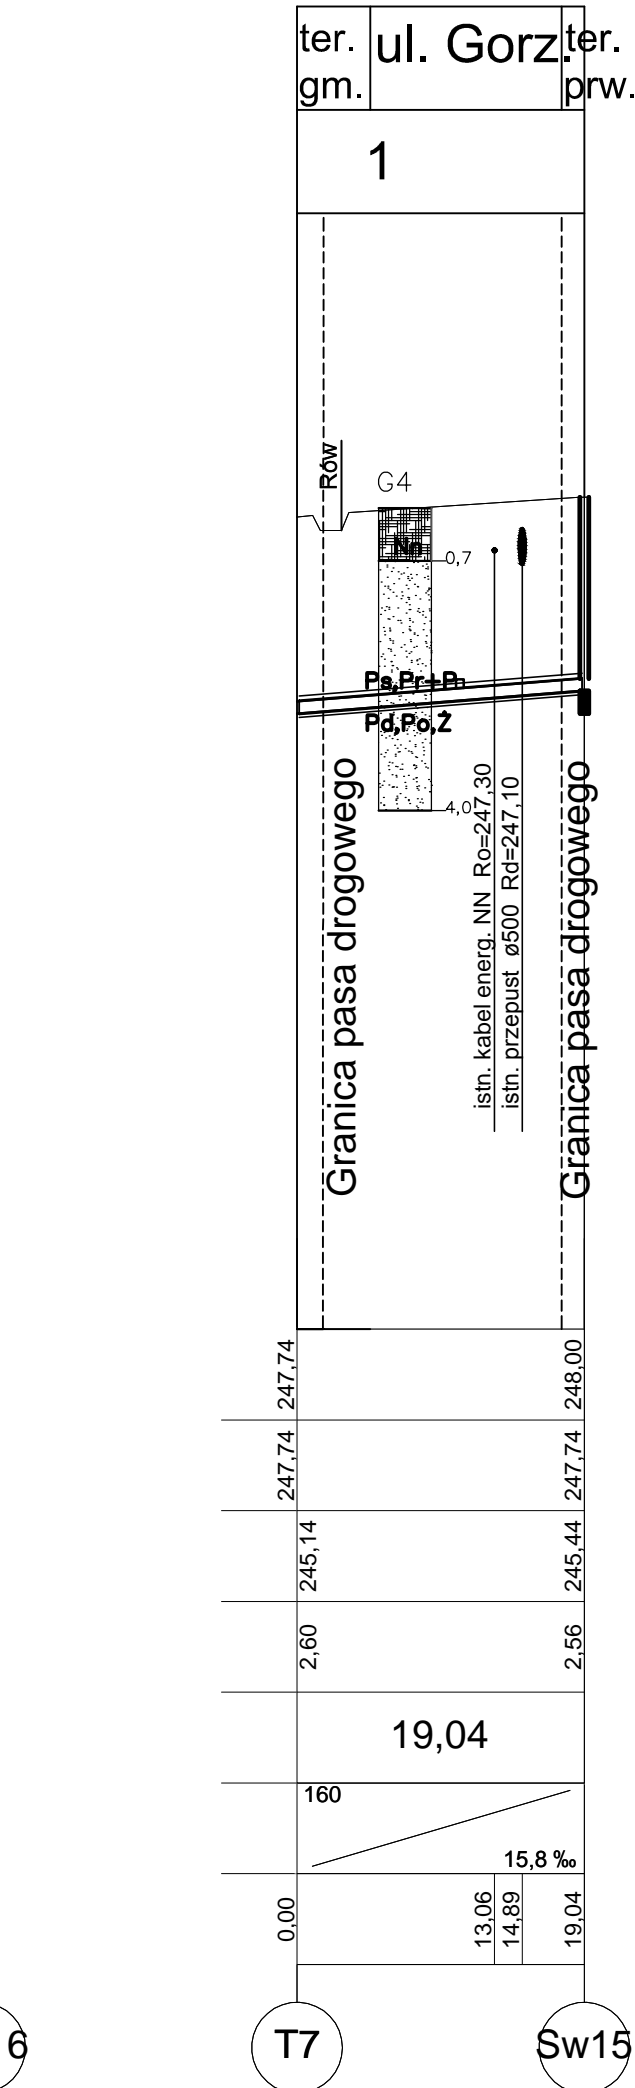 ter.
gm.
ul. Gorz.
ter.
prw.
1
Rów
G4
Nn
0,7
Ps,Pr+Pπ
Pd,Po,Ż
4,0
Granica pasa drogowego
istn. kabel energ. NN Ro=247,30
istn. przepust ø500 Rd=247,10
Granica pasa drogowego
247,74
248,00
247,74
247,74
245,14
245,44
2,60
2,56
19,04
160
15,8 ‰
0,00
13,06
14,89
19,04
6
T7
Sw15